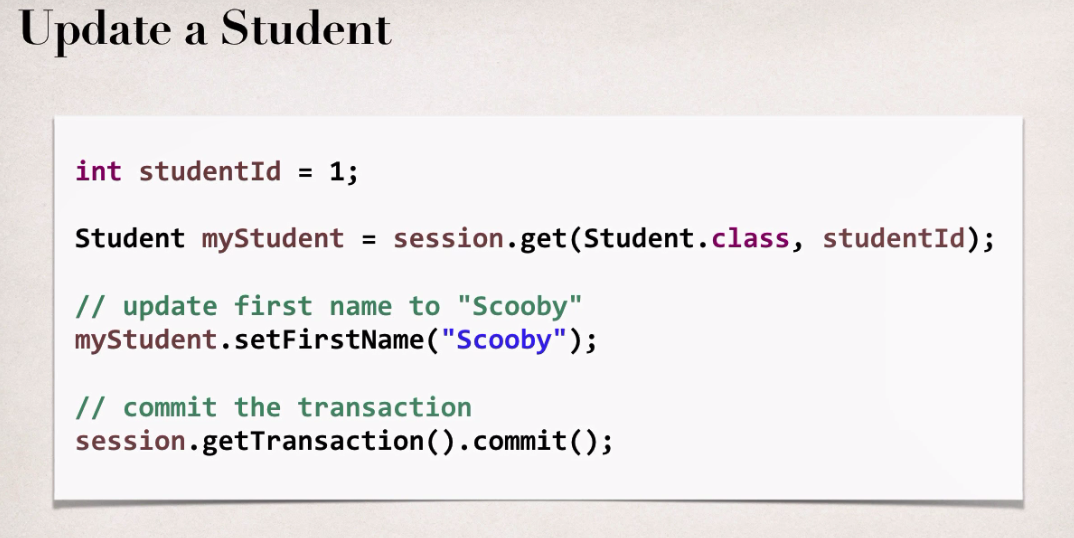 Update a Student
int studentId = 1;
Student myStudent = session.get(Student.class, studentId);
// update first name to "Scooby"
myStudent.setFirstName("Scooby");
// commit the transaction
session.getTransaction().commit();